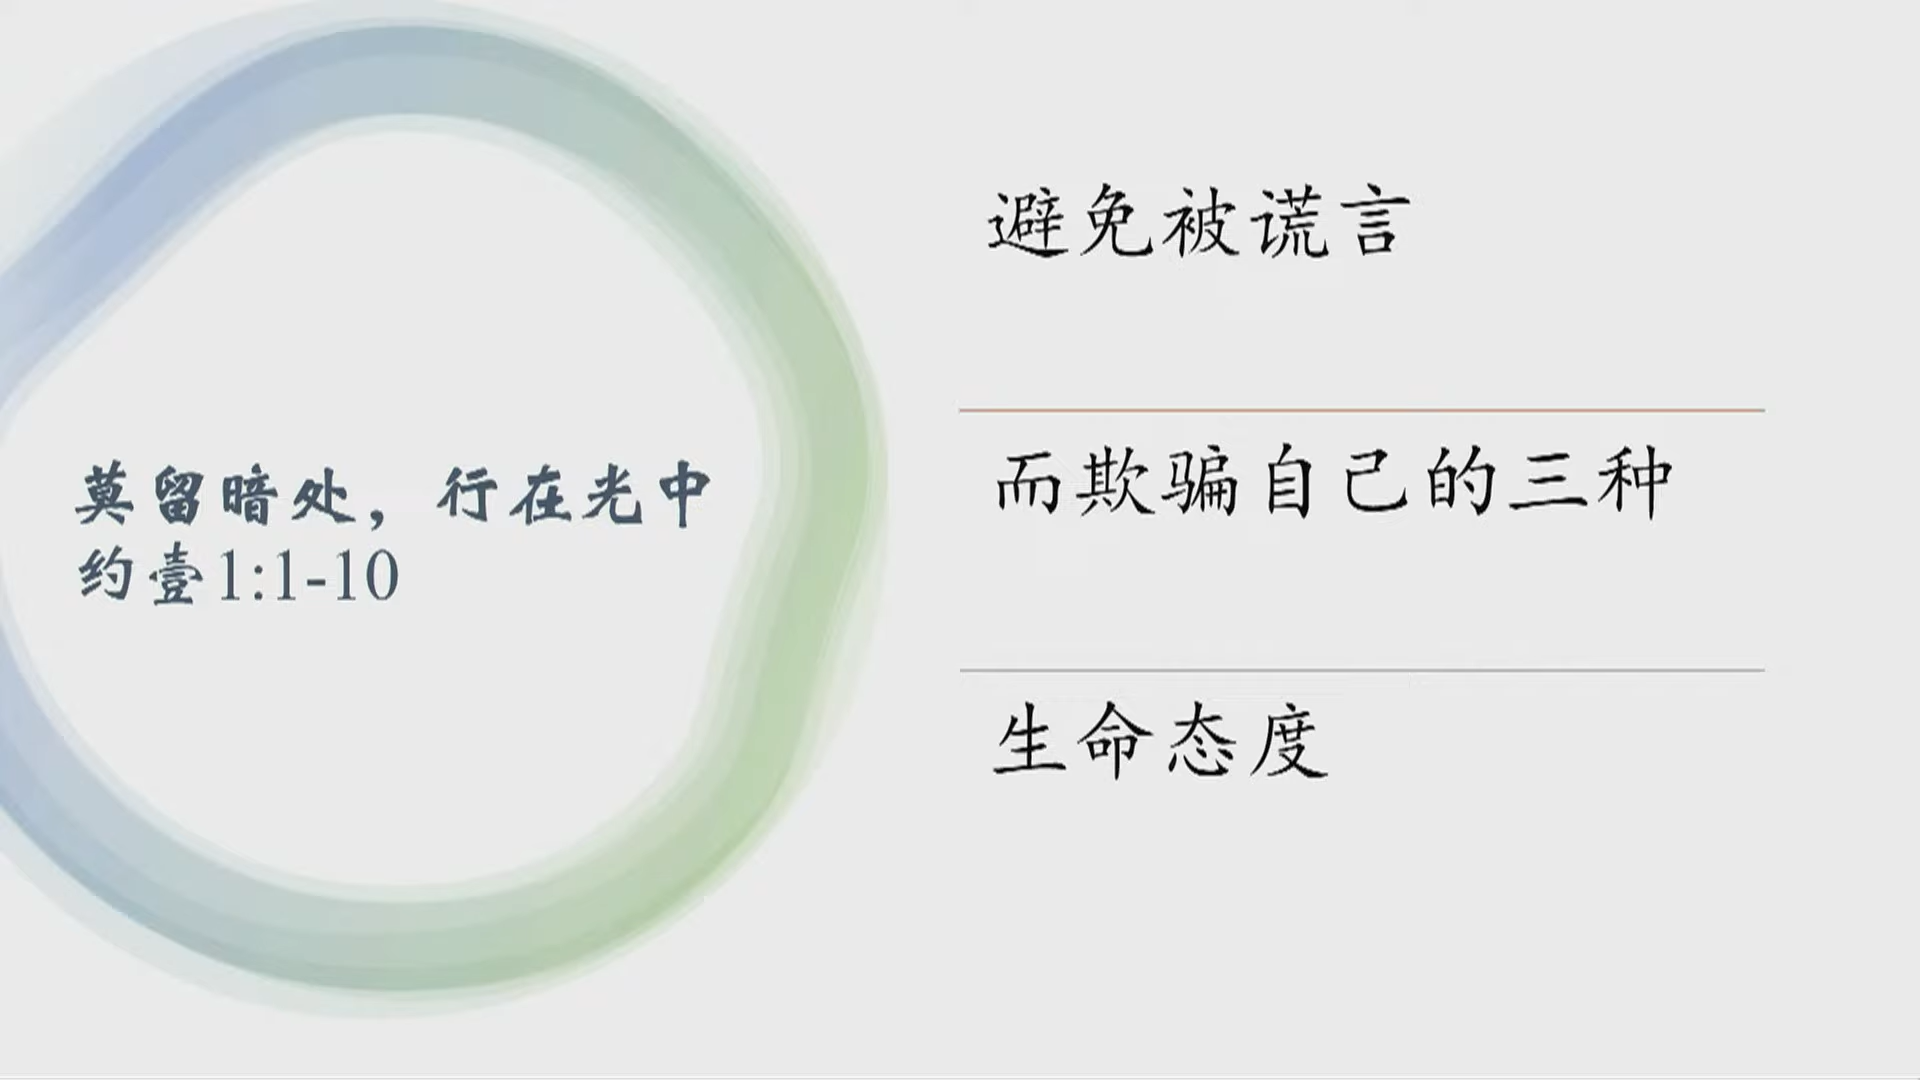 莫留暗处，行在光中
约壹1:1-10
避免被谎言
而欺骗自己的三种
生命态度